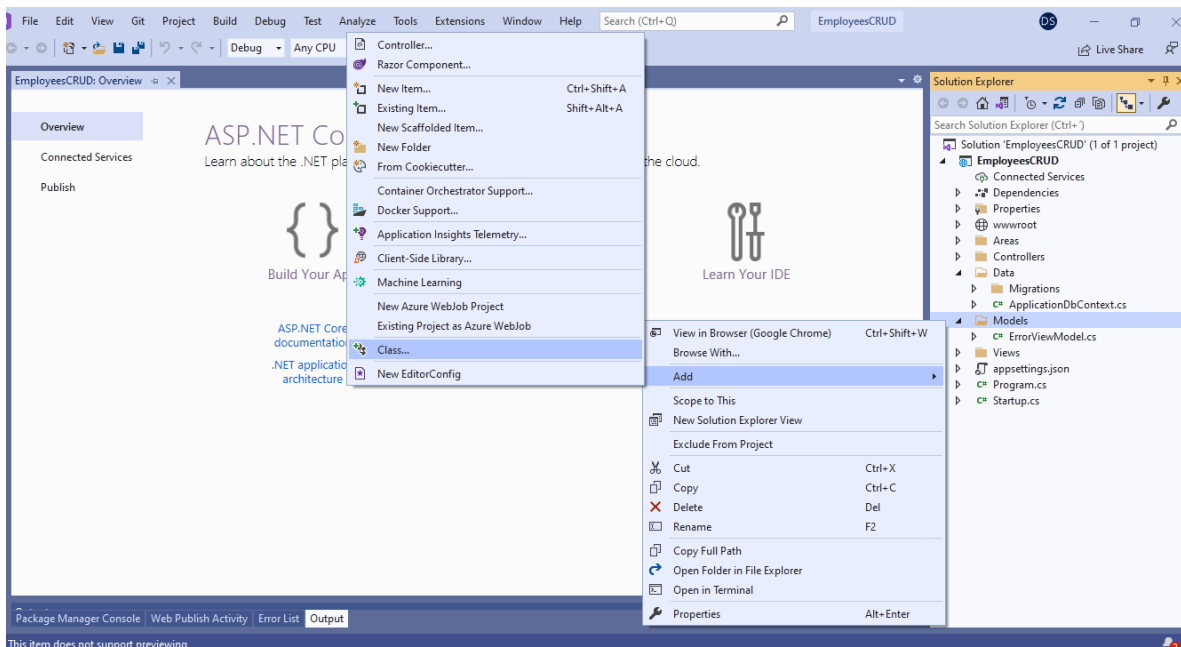 File Edit View Git Project Build Debug Test Analyze Tools Extensions Window Help Search (Ctrl+Q) EmployeesCRUD DS
Debug Any CPU Live Share
EmployeesCRUD: Overview
Overview
Connected Services
Publish
ASP.NET Co
Learn about the .NET pla
he cloud.
Build Your Ap
Learn Your IDE
ASP.NET Core
documentatio
.NET applicatio
architecture
Controller...
Razor Component...
New Item... Ctrl+Shift+A
Existing Item... Shift+Alt+A
New Scaffolded Item...
New Folder
From Cookiecutter...
Container Orchestrator Support...
Docker Support...
Application Insights Telemetry...
Client-Side Library...
Machine Learning
New Azure WebJob Project
Existing Project as Azure WebJob
Class...
New EditorConfig
View in Browser (Google Chrome) Ctrl+Shift+W
Browse With...
Add
Scope to This
New Solution Explorer View
Exclude From Project
Cut Ctrl+X
Copy Ctrl+C
Delete Del
Rename F2
Copy Full Path
Open Folder in File Explorer
Open in Terminal
Properties Alt+Enter
Solution Explorer
Search Solution Explorer (Ctrl+¨)
Solution 'EmployeesCRUD' (1 of 1 project)
EmployeesCRUD
Connected Services
Dependencies
Properties
wwwroot
Areas
Controllers
Data
Migrations
C# ApplicationDbContext.cs
Models
C# ErrorViewModel.cs
Views
appsettings.json
C# Program.cs
C# Startup.cs
Package Manager Console Web Publish Activity Error List Output
This item does not support previewing